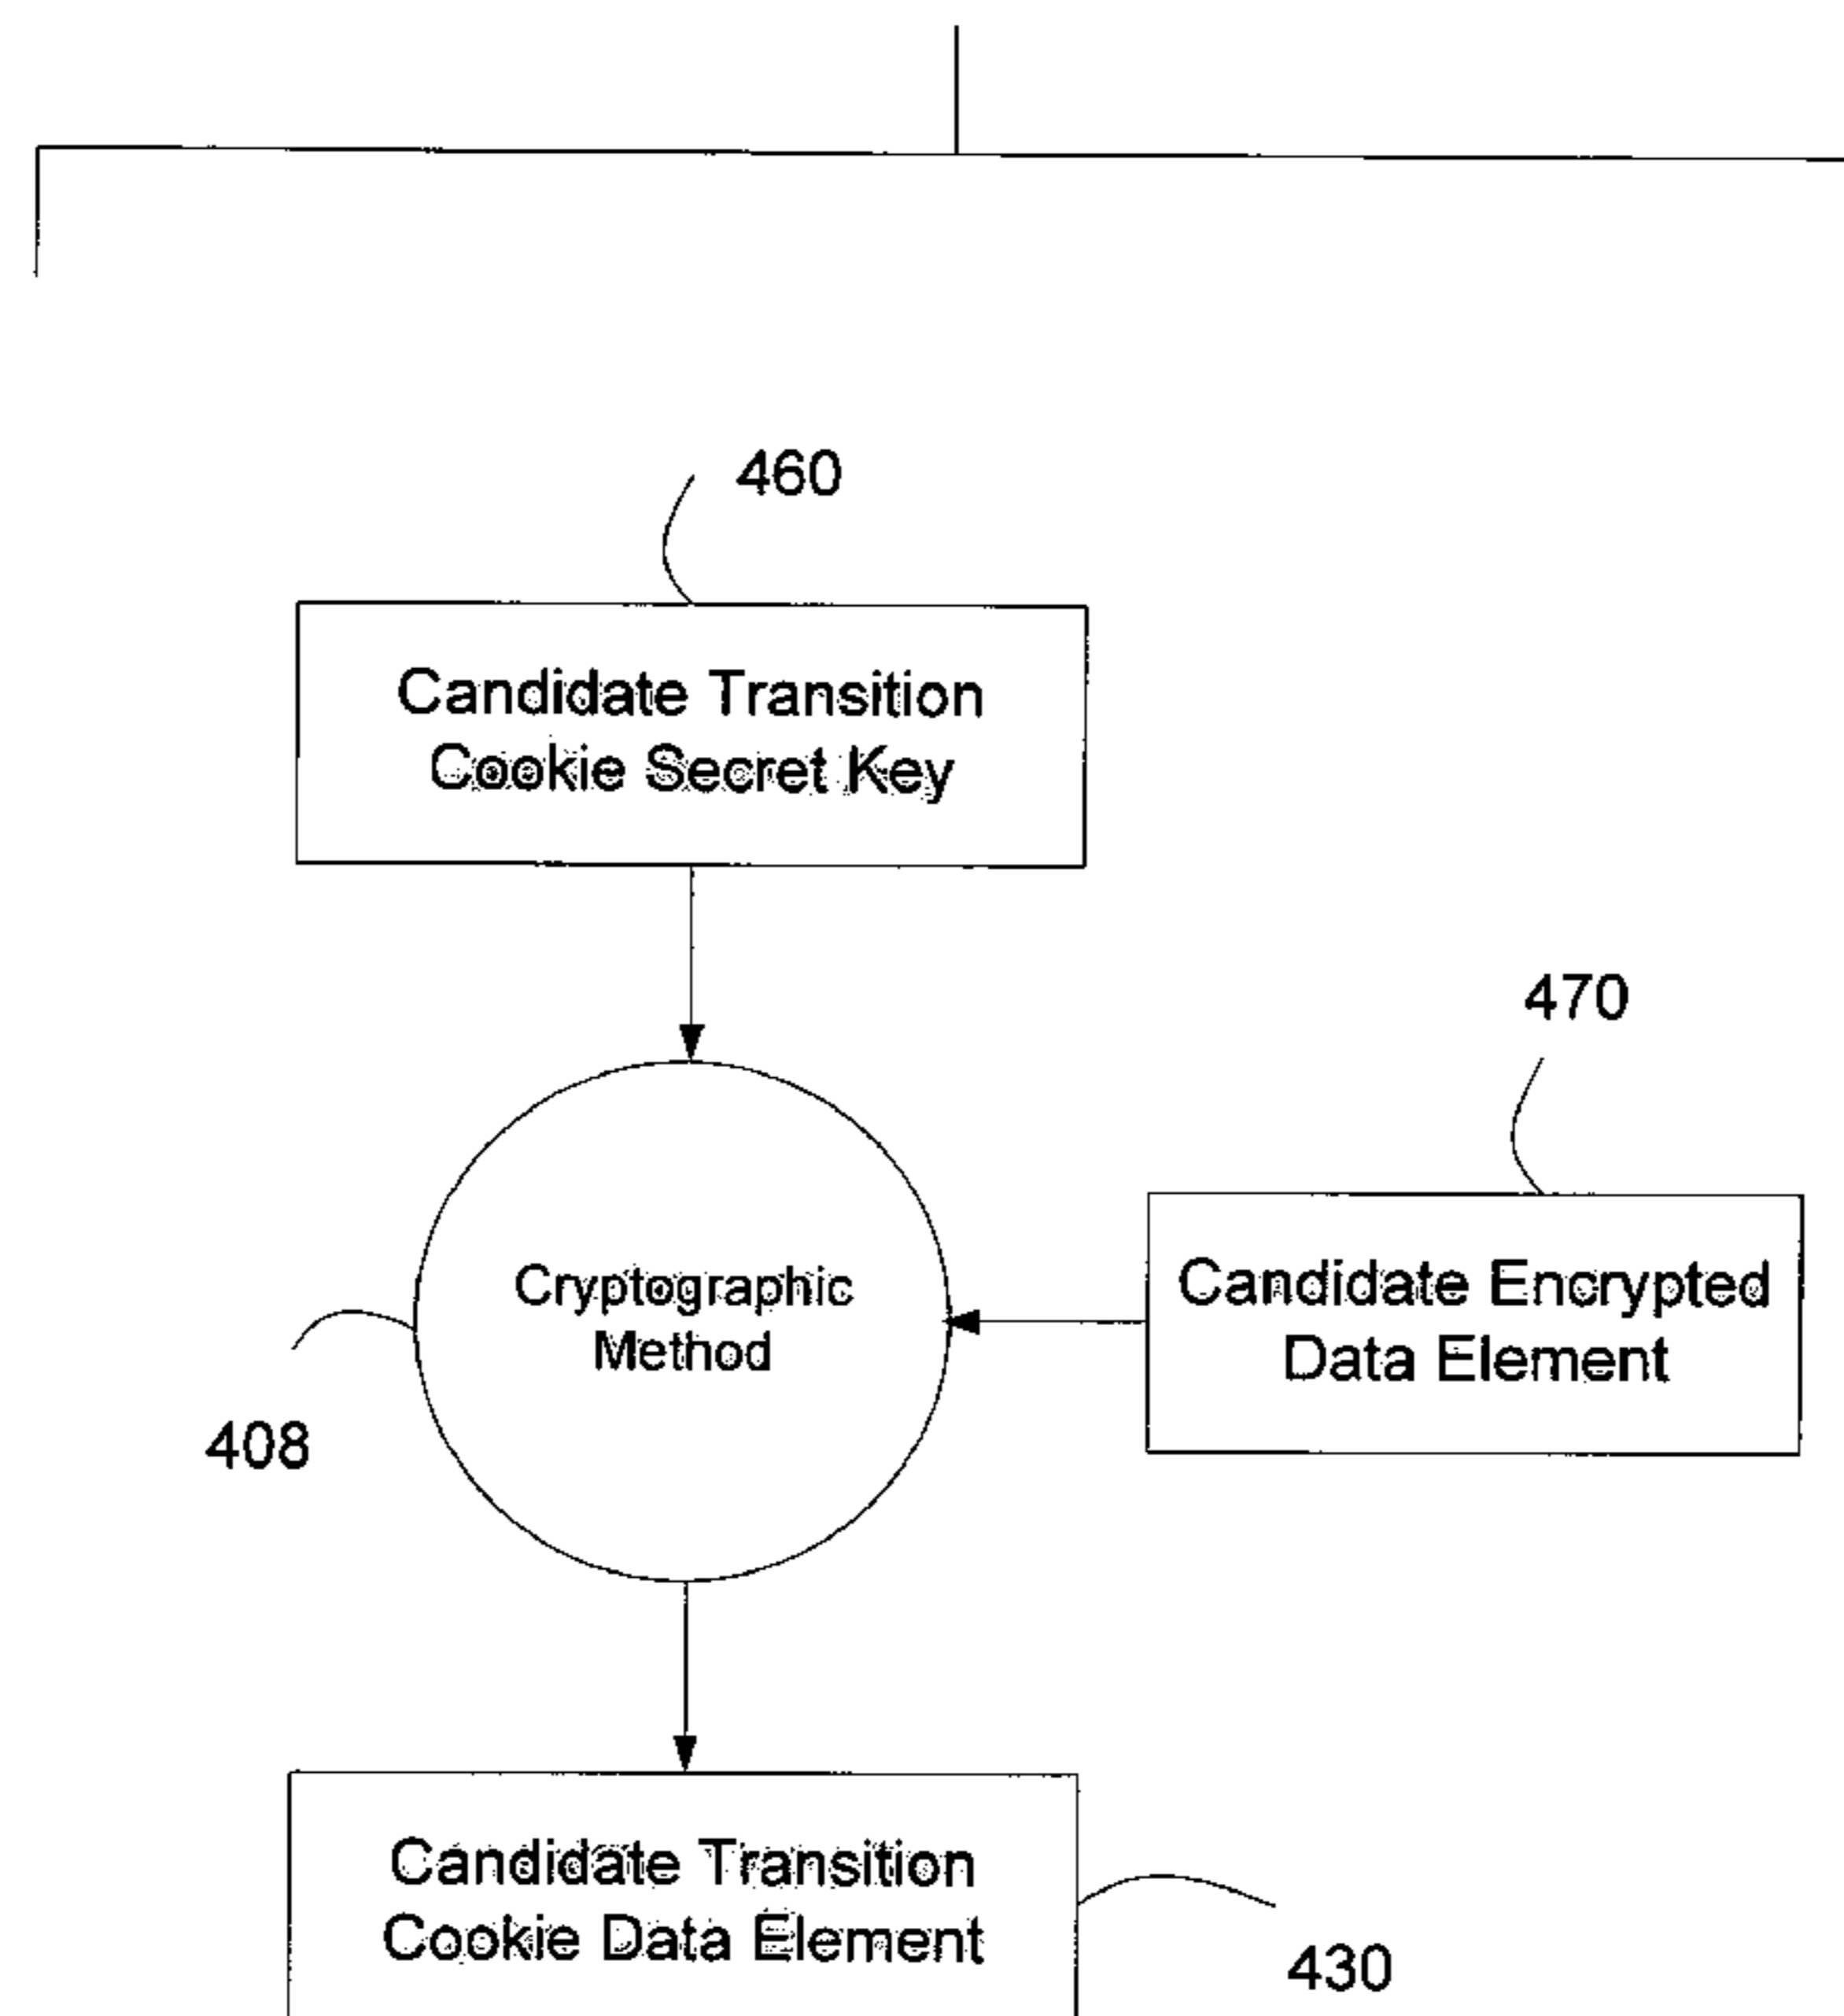 460
Candidate Transition
Cookie Secret Key
470
Cryptographic
Method
Candidate Encrypted
Data Element
408
Candidate Transition
Cookie Data Element
430